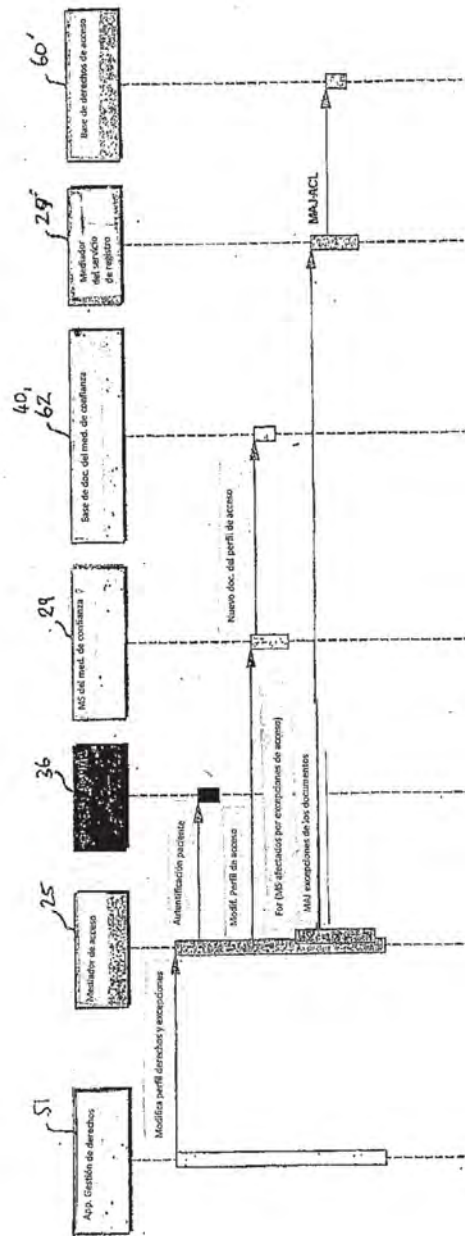 51
App. Gestión de derechos
25
Mediador de acceso
36
29
MS del med. de confianza
40,
62
Base de doc. del med. de confianza
29'
Mediador
del servicio
de registro
60'
Base de derechos de acceso
Modifica perfil derechos y excepciones
Autentificación paciente
Modif. Perfil de acceso
Nuevo doc. del perfil de acceso
For (MS afectados por excepciones de acceso)
MAJ excepciones de los documentos
MAJ-ACL